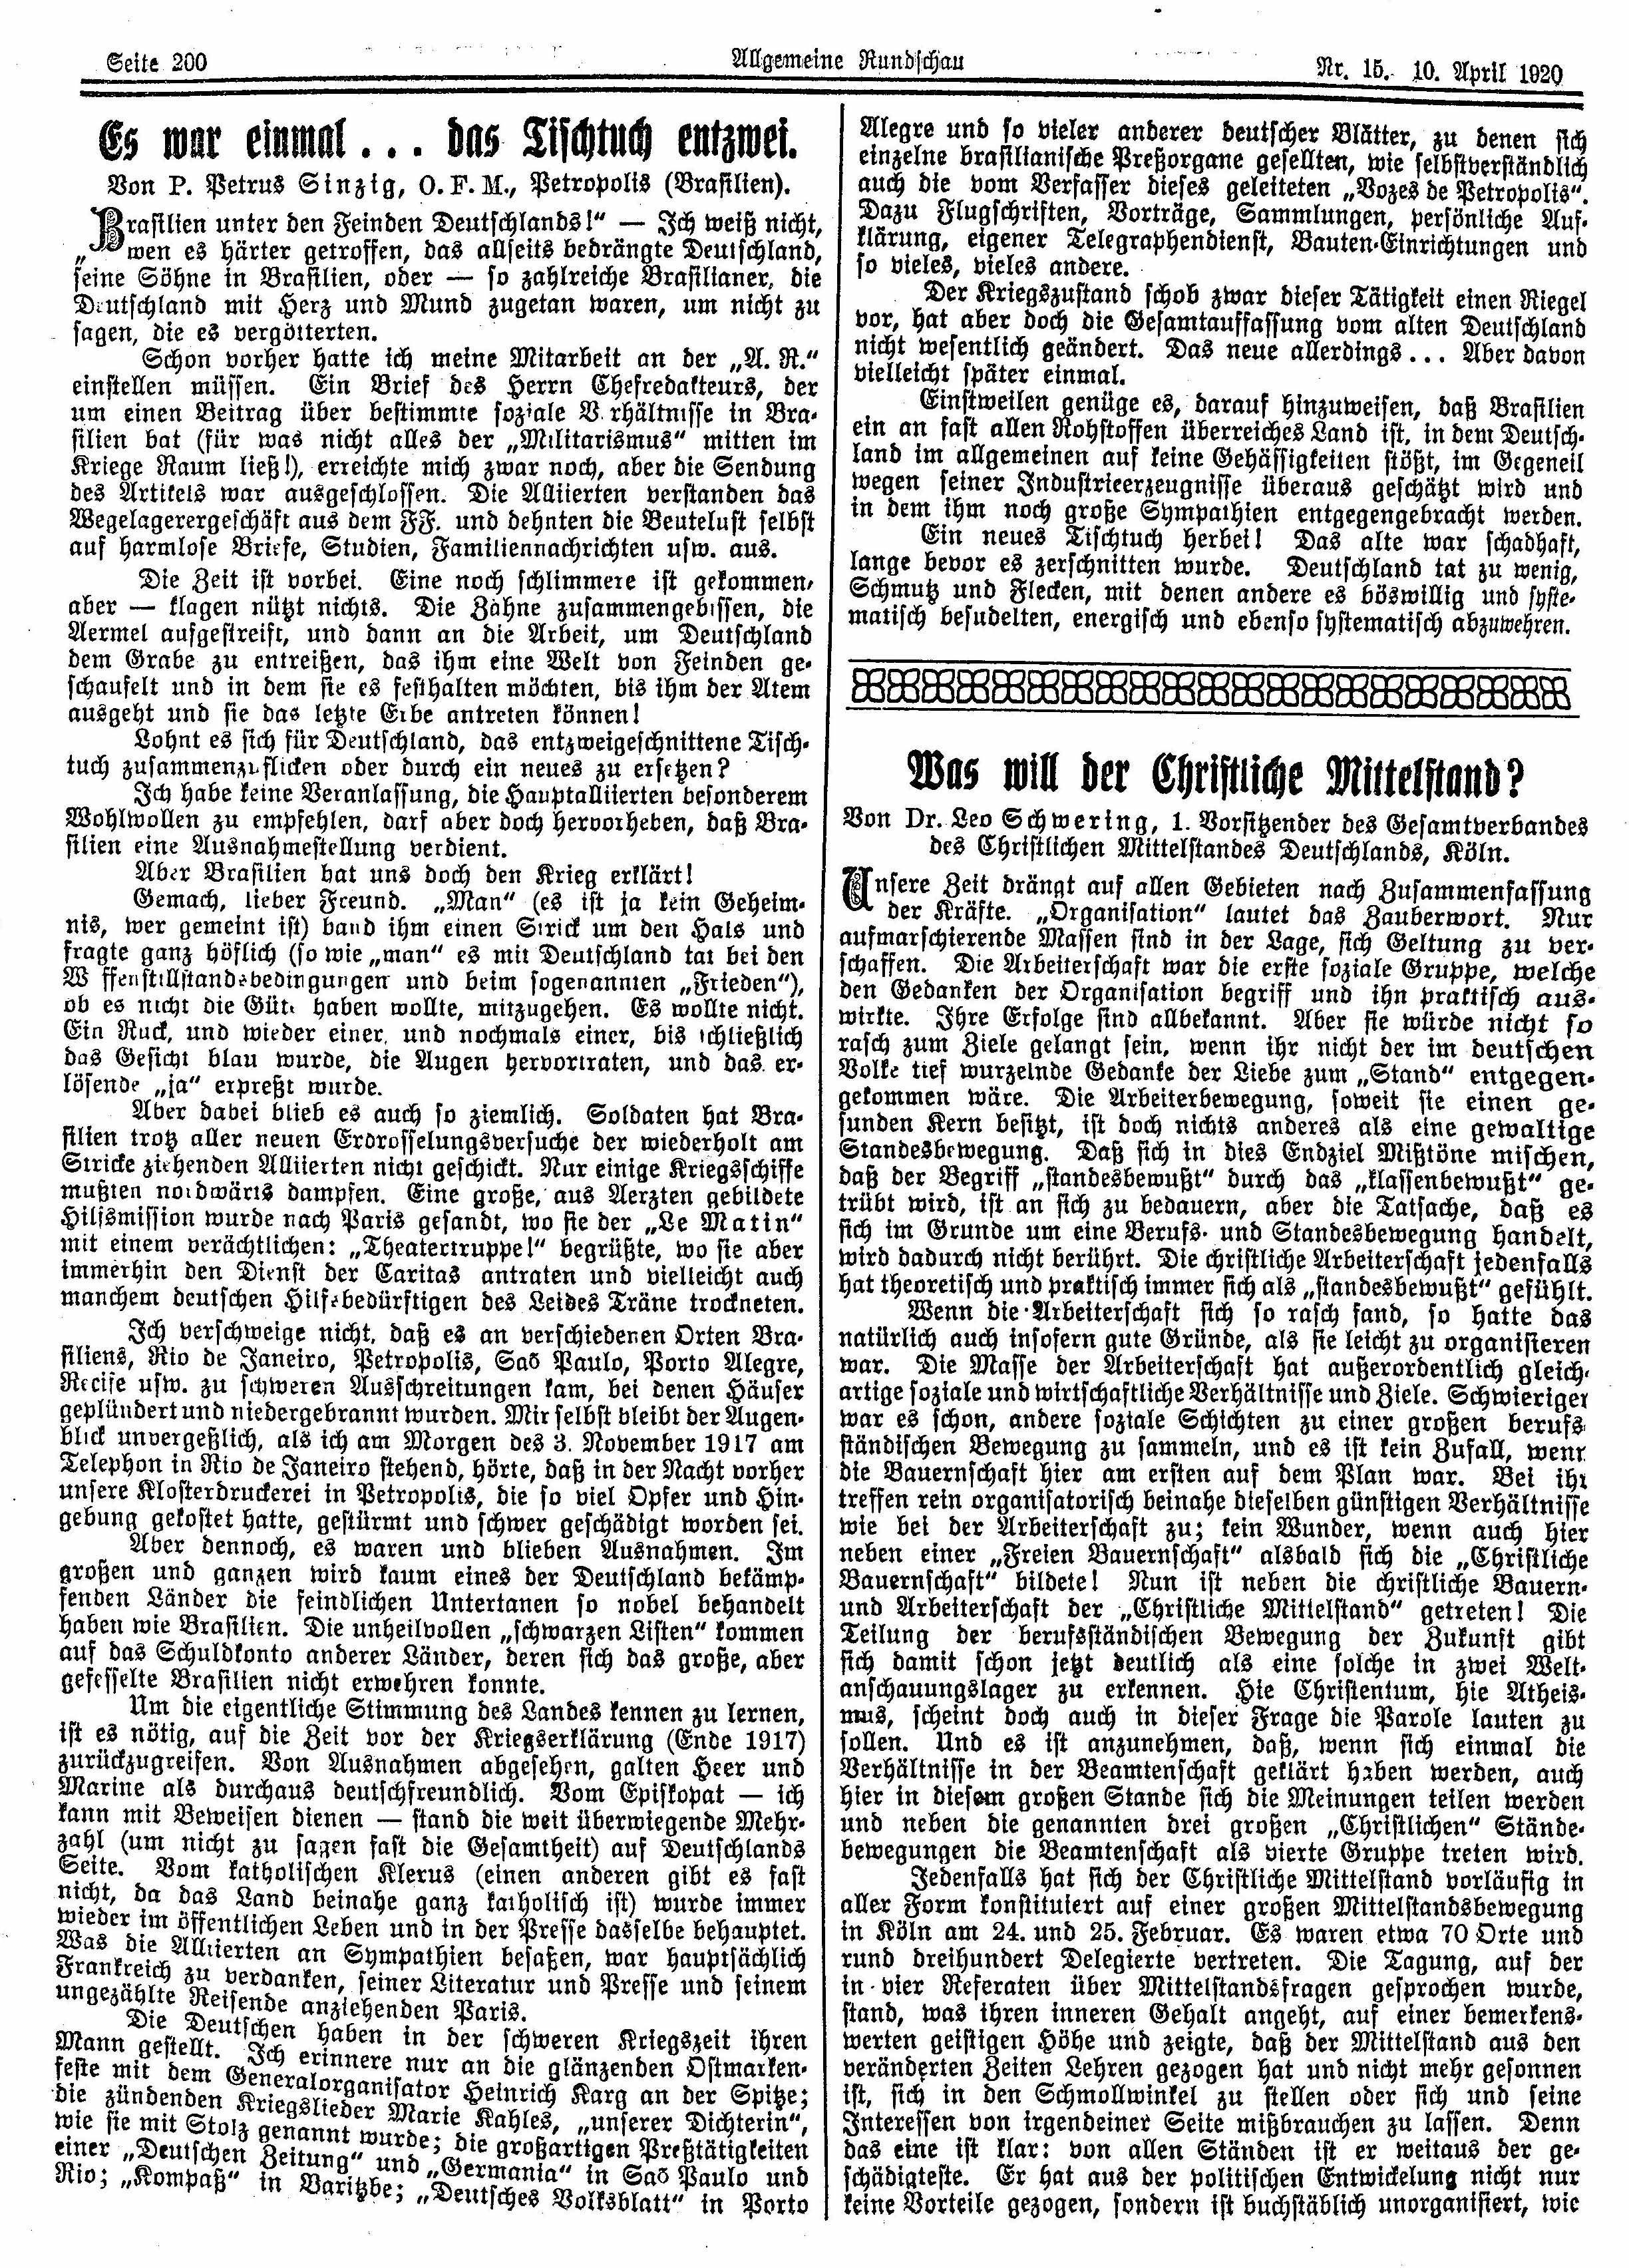 Seite 200
Allgemeine Rundschau
Nr. 15. 10. April 1920
Es war einmal ... das Tischtuch entzwei.
Von P. Petrus Sinzig, O. F. M., Petropolis (Brasilien).
„Brasilien unter den Feinden Deutschlands!“ — Ich weiß nicht,
wen es härter getroffen, das allseits bedrängte Deutschland,
seine Söhne in Brasilien, oder — so zahlreiche Brasilianer, die
Deutschland mit Herz und Mund zugetan waren, um nicht zu
sagen, die es vergötterten.
Schon vorher hatte ich meine Mitarbeit an der „A. R.“
einstellen müssen. Ein Brief des Herrn Chefredakteurs, der
um einen Beitrag über bestimmte soziale Verhältnisse in Bra-
silien bat (für was nicht alles der „Militarismus“ mitten im
Kriege Raum ließ!), erreichte mich zwar noch, aber die Sendung
des Artikels war ausgeschlossen. Die Alliierten verstanden das
Wegelagerergeschäft aus dem FF. und dehnten die Beutelust selbst
auf harmlose Briefe, Studien, Familiennachrichten usw. aus.
Die Zeit ist vorbei. Eine noch schlimmere ist gekommen,
aber — klagen nützt nichts. Die Zähne zusammengebissen, die
Aermel aufgestreift, und dann an die Arbeit, um Deutschland
dem Grabe zu entreißen, das ihm eine Welt von Feinden ge-
schaufelt und in dem sie es festhalten möchten, bis ihm der Atem
ausgeht und sie das letzte Erbe antreten können!
Lohnt es sich für Deutschland, das entzweigeschnittene Tisch-
tuch zusammenzuflicken oder durch ein neues zu ersetzen?
Ich habe keine Veranlassung, die Hauptalliierten besonderem
Wohlwollen zu empfehlen, darf aber doch hervorheben, daß Bra-
silien eine Ausnahmestellung verdient.
Aber Brasilien hat uns doch den Krieg erklärt!
Gemach, lieber Freund. „Man“ (es ist ja kein Geheim-
nis, wer gemeint ist) band ihm einen Strick um den Hals und
fragte ganz höflich (so wie „man“ es mit Deutschland tat bei den
W ffenstillstandsbedingungen und beim sogenannten „Frieden“),
ob es nicht die Güte haben wollte, mitzugehen. Es wollte nicht.
Ein Ruck, und wieder einer, und nochmals einer, bis schließlich
das Gesicht blau wurde, die Augen hervortraten, und das er-
lösende „ja“ erpreßt wurde.
Aber dabei blieb es auch so ziemlich. Soldaten hat Bra-
silien trotz aller neuen Erdrosselungsversuche der wiederholt am
Stricke ziehenden Alliierten nicht geschickt. Nur einige Kriegsschiffe
mußten nordwärts dampfen. Eine große, aus Aerzten gebildete
Hilfsmission wurde nach Paris gesandt, wo sie der „Le Matin“
mit einem verächtlichen: „Theatertruppe!“ begrüßte, wo sie aber
immerhin den Dienst der Caritas antraten und vielleicht auch
manchem deutschen Hilfsbedürftigen des Leides Träne trockneten.
Ich verschweige nicht, daß es an verschiedenen Orten Bra-
siliens, Rio de Janeiro, Petropolis, Saõ Paulo, Porto Alegre,
Recife usw. zu schweren Ausschreitungen kam, bei denen Häuser
geplündert und niedergebrannt wurden. Mir selbst bleibt der Augen-
blick unvergeßlich, als ich am Morgen des 3. November 1917 am
Telephon in Rio de Janeiro stehend, hörte, daß in der Nacht vorher
unsere Klosterdruckerei in Petropolis, die so viel Opfer und Hin-
gebung gekostet hatte, gestürmt und schwer geschädigt worden sei.
Aber dennoch, es waren und blieben Ausnahmen. Im
großen und ganzen wird kaum eines der Deutschland bekämp-
fenden Länder die feindlichen Untertanen so nobel behandelt
haben wie Brasilien. Die unheilvollen „schwarzen Listen“ kommen
auf das Schuldkonto anderer Länder, deren sich das große, aber
gefesselte Brasilien nicht erwehren konnte.
Um die eigentliche Stimmung des Landes kennen zu lernen,
ist es nötig, auf die Zeit vor der Kriegserklärung (Ende 1917)
zurückzugreifen. Von Ausnahmen abgesehen, galten Heer und
Marine als durchaus deutschfreundlich. Vom Episkopat — ich
kann mit Beweisen dienen — stand die weit überwiegende Mehr-
zahl (um nicht zu sagen fast die Gesamtheit) auf Deutschlands
Seite. Vom katholischen Klerus (einen anderen gibt es fast
nicht, da das Land beinahe ganz katholisch ist) wurde immer
wieder im öffentlichen Leben und in der Presse dasselbe behauptet.
Was die Alliierten an Sympathien besaßen, war hauptsächlich
Frankreich zu verdanken, seiner Literatur und Presse und seinem
ungezählte Reisende anziehenden Paris.
Die Deutschen haben in der schweren Kriegszeit ihren
Mann gestellt. Ich erinnere nur an die glänzenden Ostmarken-
feste mit dem Generalorganisator Heinrich Karg an der Spitze;
die zündenden Kriegslieder Marie Kahles, „unserer Dichterin“,
wie sie mit Stolz genannt wurde; die großartigen Preßtätigkeiten
einer „Deutschen Zeitung“ und „Germania“ in Saõ Paulo und
Rio; „Kompaß“ in Varitzbe; „Deutsches Volksblatt“ in Porto
Alegre und so vieler anderer deutscher Blätter, zu denen sich
einzelne brasilianische Preßorgane gesellten, wie selbstverständlich
auch die vom Verfasser dieses geleiteten „Vozes de Petropolis“.
Dazu Flugschriften, Vorträge, Sammlungen, persönliche Auf-
klärung, eigener Telegraphendienst, Bauten-Einrichtungen und
so vieles, vieles andere.
Der Kriegszustand schob zwar dieser Tätigkeit einen Riegel
vor, hat aber doch die Gesamtauffassung vom alten Deutschland
nicht wesentlich geändert. Das neue allerdings ... Aber davon
vielleicht später einmal.
Einstweilen genüge es, darauf hinzuweisen, daß Brasilien
ein an fast allen Rohstoffen überreiches Land ist, in dem Deutsch-
land im allgemeinen auf keine Gehässigkeiten stößt, im Gegeneil
wegen seiner Industrieerzeugnisse überaus geschätzt wird und
in dem ihm noch große Sympathien entgegengebracht werden.
Ein neues Tischtuch herbei! Das alte war schadhaft,
lange bevor es zerschnitten wurde. Deutschland tat zu wenig,
Schmutz und Flecken, mit denen andere es böswillig und syste-
matisch besudelten, energisch und ebenso systematisch abzuwehren.
Was will der Christliche Mittelstand?
Von Dr. Leo Schwering, 1. Vorsitzender des Gesamtverbandes
des Christlichen Mittelstandes Deutschlands, Köln.
Unsere Zeit drängt auf allen Gebieten nach Zusammenfassung
der Kräfte. „Organisation“ lautet das Zauberwort. Nur
aufmarschierende Massen sind in der Lage, sich Geltung zu ver-
schaffen. Die Arbeiterschaft war die erste soziale Gruppe, welche
den Gedanken der Organisation begriff und ihn praktisch aus-
wirkte. Ihre Erfolge sind allbekannt. Aber sie würde nicht so
rasch zum Ziele gelangt sein, wenn ihr nicht der im deutschen
Volke tief wurzelnde Gedanke der Liebe zum „Stand“ entgegen-
gekommen wäre. Die Arbeiterbewegung, soweit sie einen ge-
sunden Kern besitzt, ist doch nichts anderes als eine gewaltige
Standesbewegung. Daß sich in dies Endziel Mißtöne mischen,
daß der Begriff „standesbewußt“ durch das „klassenbewußt“ ge-
trübt wird, ist an sich zu bedauern, aber die Tatsache, daß es
sich im Grunde um eine Berufs- und Standesbewegung handelt,
wird dadurch nicht berührt. Die christliche Arbeiterschaft jedenfalls
hat theoretisch und praktisch immer sich als „standesbewußt“ gefühlt.
Wenn die Arbeiterschaft sich so rasch fand, so hatte das
natürlich auch insofern gute Gründe, als sie leicht zu organisieren
war. Die Masse der Arbeiterschaft hat außerordentlich gleich-
artige soziale und wirtschaftliche Verhältnisse und Ziele. Schwieriger
war es schon, andere soziale Schichten zu einer großen berufs-
ständischen Bewegung zu sammeln, und es ist kein Zufall, wenn
die Bauernschaft hier am ersten auf dem Plan war. Bei ihr
treffen rein organisatorisch beinahe dieselben günstigen Verhältnisse
wie bei der Arbeiterschaft zu; kein Wunder, wenn auch hier
neben einer „Freien Bauernschaft“ alsbald sich die „Christliche
Bauernschaft“ bildete! Nun ist neben die christliche Bauern-
und Arbeiterschaft der „Christliche Mittelstand“ getreten! Die
Teilung der berufsständischen Bewegung der Zukunft gibt
sich damit schon jetzt deutlich als eine solche in zwei Welt-
anschauungslager zu erkennen. Hie Christentum, hie Atheis-
mus, scheint doch auch in dieser Frage die Parole lauten zu
sollen. Und es ist anzunehmen, daß, wenn sich einmal die
Verhältnisse in der Beamtenschaft geklärt haben werden, auch
hier in diesem großen Stande sich die Meinungen teilen werden
und neben die genannten drei großen „Christlichen“ Stände-
bewegungen die Beamtenschaft als vierte Gruppe treten wird.
Jedenfalls hat sich der Christliche Mittelstand vorläufig in
aller Form konstituiert auf einer großen Mittelstandsbewegung
in Köln am 24. und 25. Februar. Es waren etwa 70 Orte und
rund dreihundert Delegierte vertreten. Die Tagung, auf der
in vier Referaten über Mittelstandsfragen gesprochen wurde,
stand, was ihren inneren Gehalt angeht, auf einer bemerkens-
werten geistigen Höhe und zeigte, daß der Mittelstand aus den
veränderten Zeiten Lehren gezogen hat und nicht mehr gesonnen
ist, sich in den Schmollwinkel zu stellen oder sich und seine
Interessen von irgendeiner Seite mißbrauchen zu lassen. Denn
das eine ist klar: von allen Ständen ist er weitaus der ge-
schädigteste. Er hat aus der politischen Entwickelung nicht nur
keine Vorteile gezogen, sondern ist buchstäblich unorganisiert, wie